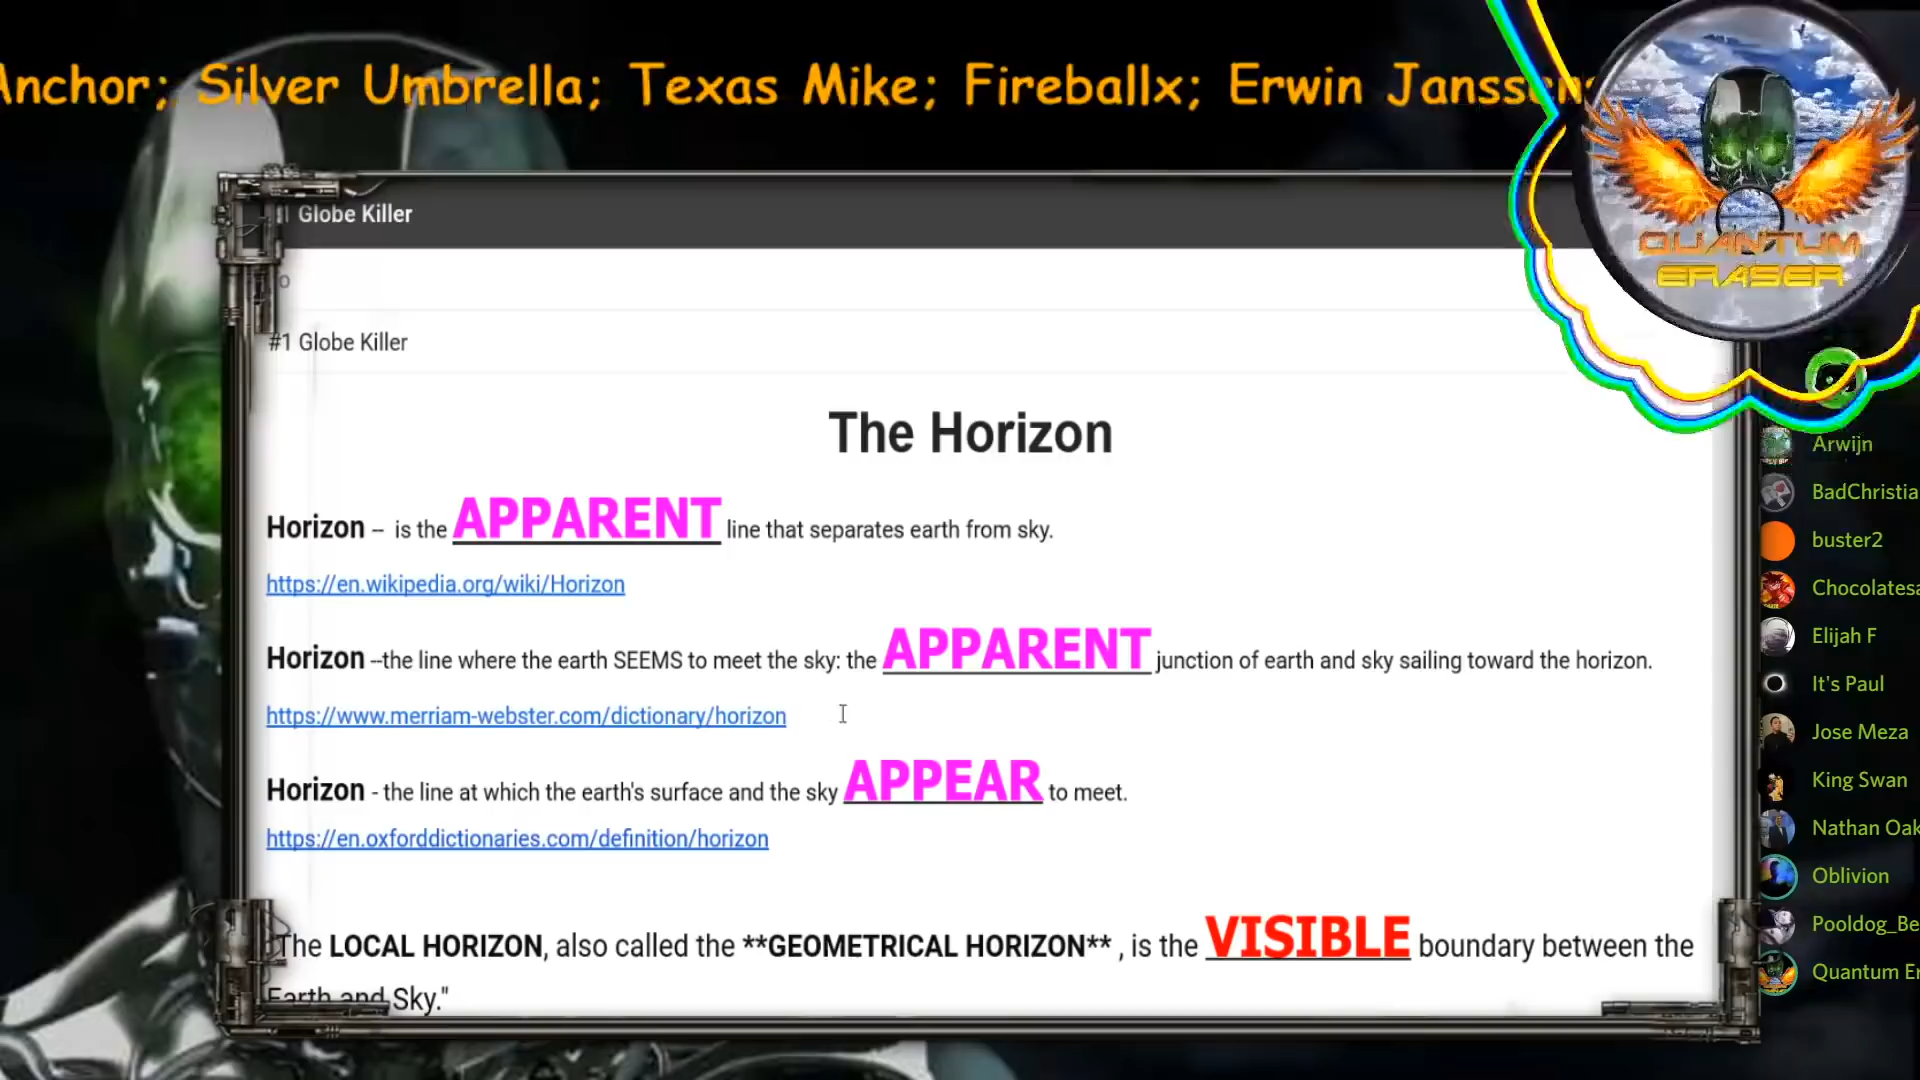 Anchor; Silver Umbrella; Texas Mike; Fireballx; Erwin Janssens
QUANTUM
ERASER
Globe Killer
#1 Globe Killer
The Horizon
Horizon – is the APPARENT line that separates earth from sky.
https://en.wikipedia.org/wiki/Horizon
Horizon --the line where the earth SEEMS to meet the sky: the APPARENT junction of earth and sky sailing toward the horizon.
https://www.merriam-webster.com/dictionary/horizon
Horizon - the line at which the earth's surface and the sky APPEAR to meet.
https://en.oxforddictionaries.com/definition/horizon
The LOCAL HORIZON, also called the **GEOMETRICAL HORIZON** , is the VISIBLE boundary between the
Earth and Sky."
Arwijn
BadChristia
buster2
Chocolatesa
Elijah F
It's Paul
Jose Meza
King Swan
Nathan Oak
Oblivion
Pooldog_Be
Quantum Er